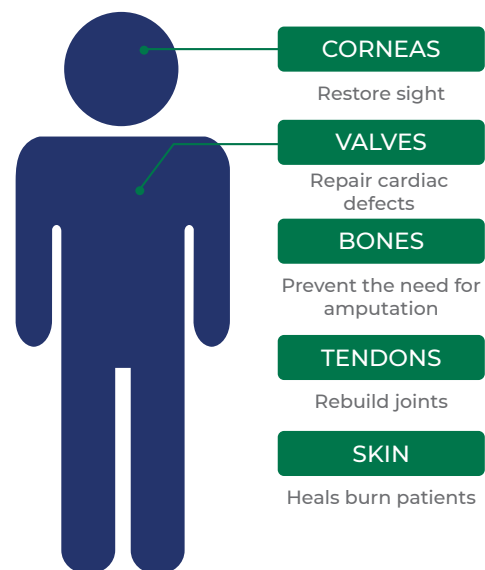 CORNEAS
Restore sight
VALVES
Repair cardiac
defects
BONES
Prevent the need for
amputation
TENDONS
Rebuild joints
SKIN
Heals burn patients